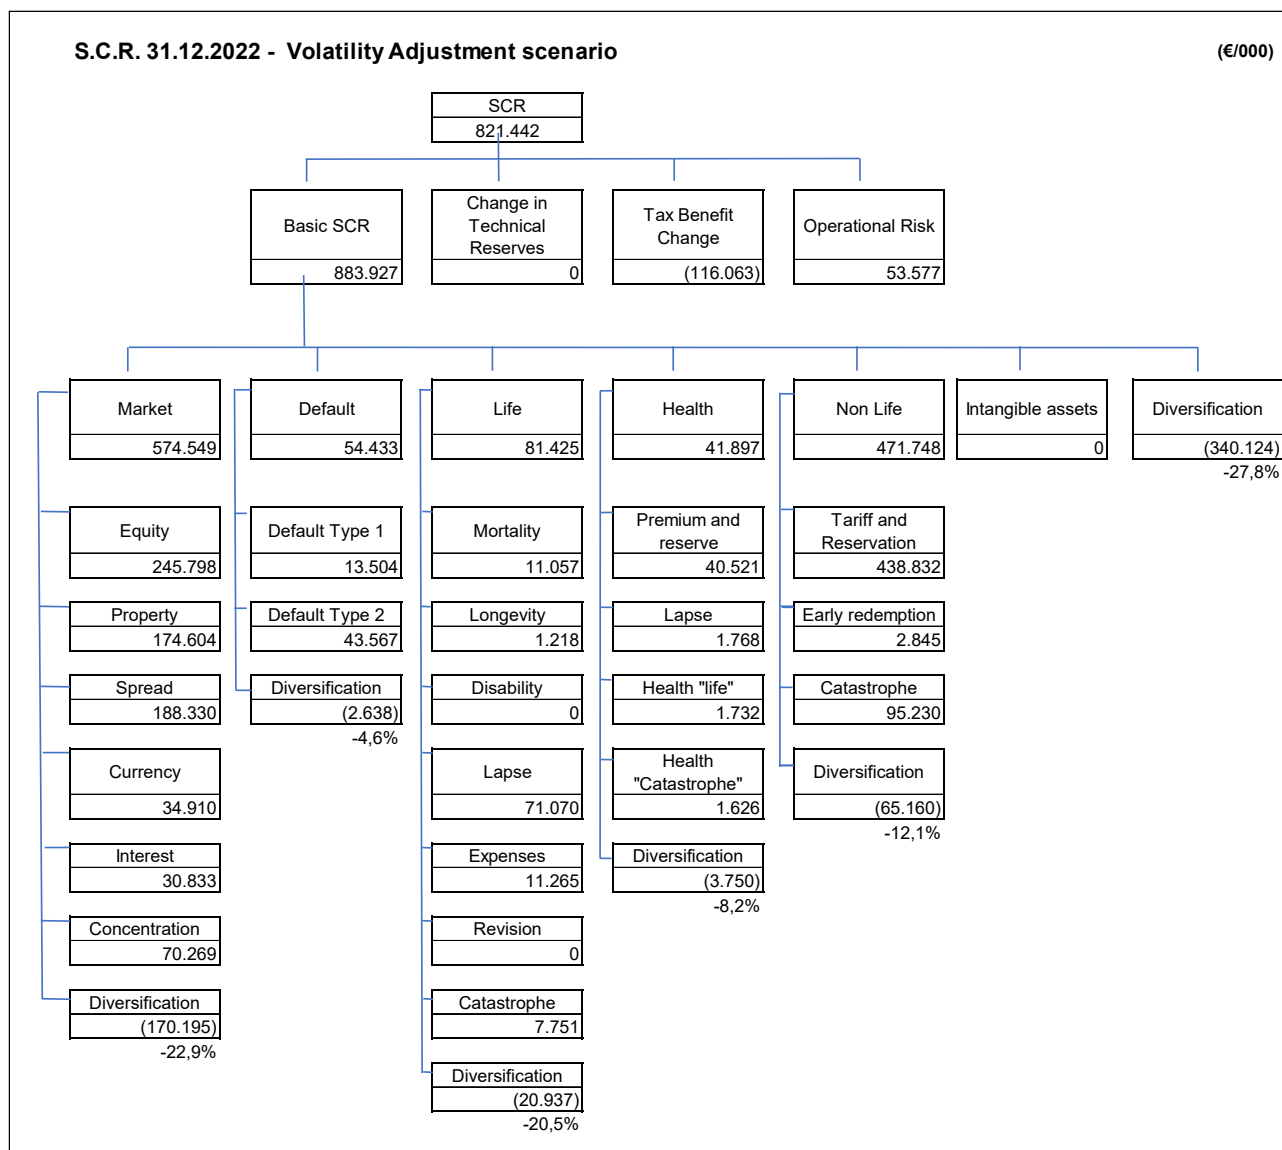 S.C.R. 31.12.2022 -  Volatility Adjustment scenario
(€/000)
SCR
821.442
Basic SCR
883.927
Change in
Technical
Reserves
0
Tax Benefit
Change
(116.063)
Operational Risk
53.577
Market
574.549
Default
54.433
Life
81.425
Health
41.897
Non Life
471.748
Intangible assets
0
Diversification
(340.124)
-27,8%
Equity
245.798
Property
174.604
Spread
188.330
Currency
34.910
Interest
30.833
Concentration
70.269
Diversification
(170.195)
-22,9%
Default Type 1
13.504
Default Type 2
43.567
Diversification
(2.638)
-4,6%
Mortality
11.057
Longevity
1.218
Disability
0
Lapse
71.070
Expenses
11.265
Revision
0
Catastrophe
7.751
Diversification
(20.937)
-20,5%
Premium and
reserve
40.521
Lapse
1.768
Health "life"
1.732
Health
"Catastrophe"
1.626
Diversification
(3.750)
-8,2%
Tariff and
Reservation
438.832
Early redemption
2.845
Catastrophe
95.230
Diversification
(65.160)
-12,1%